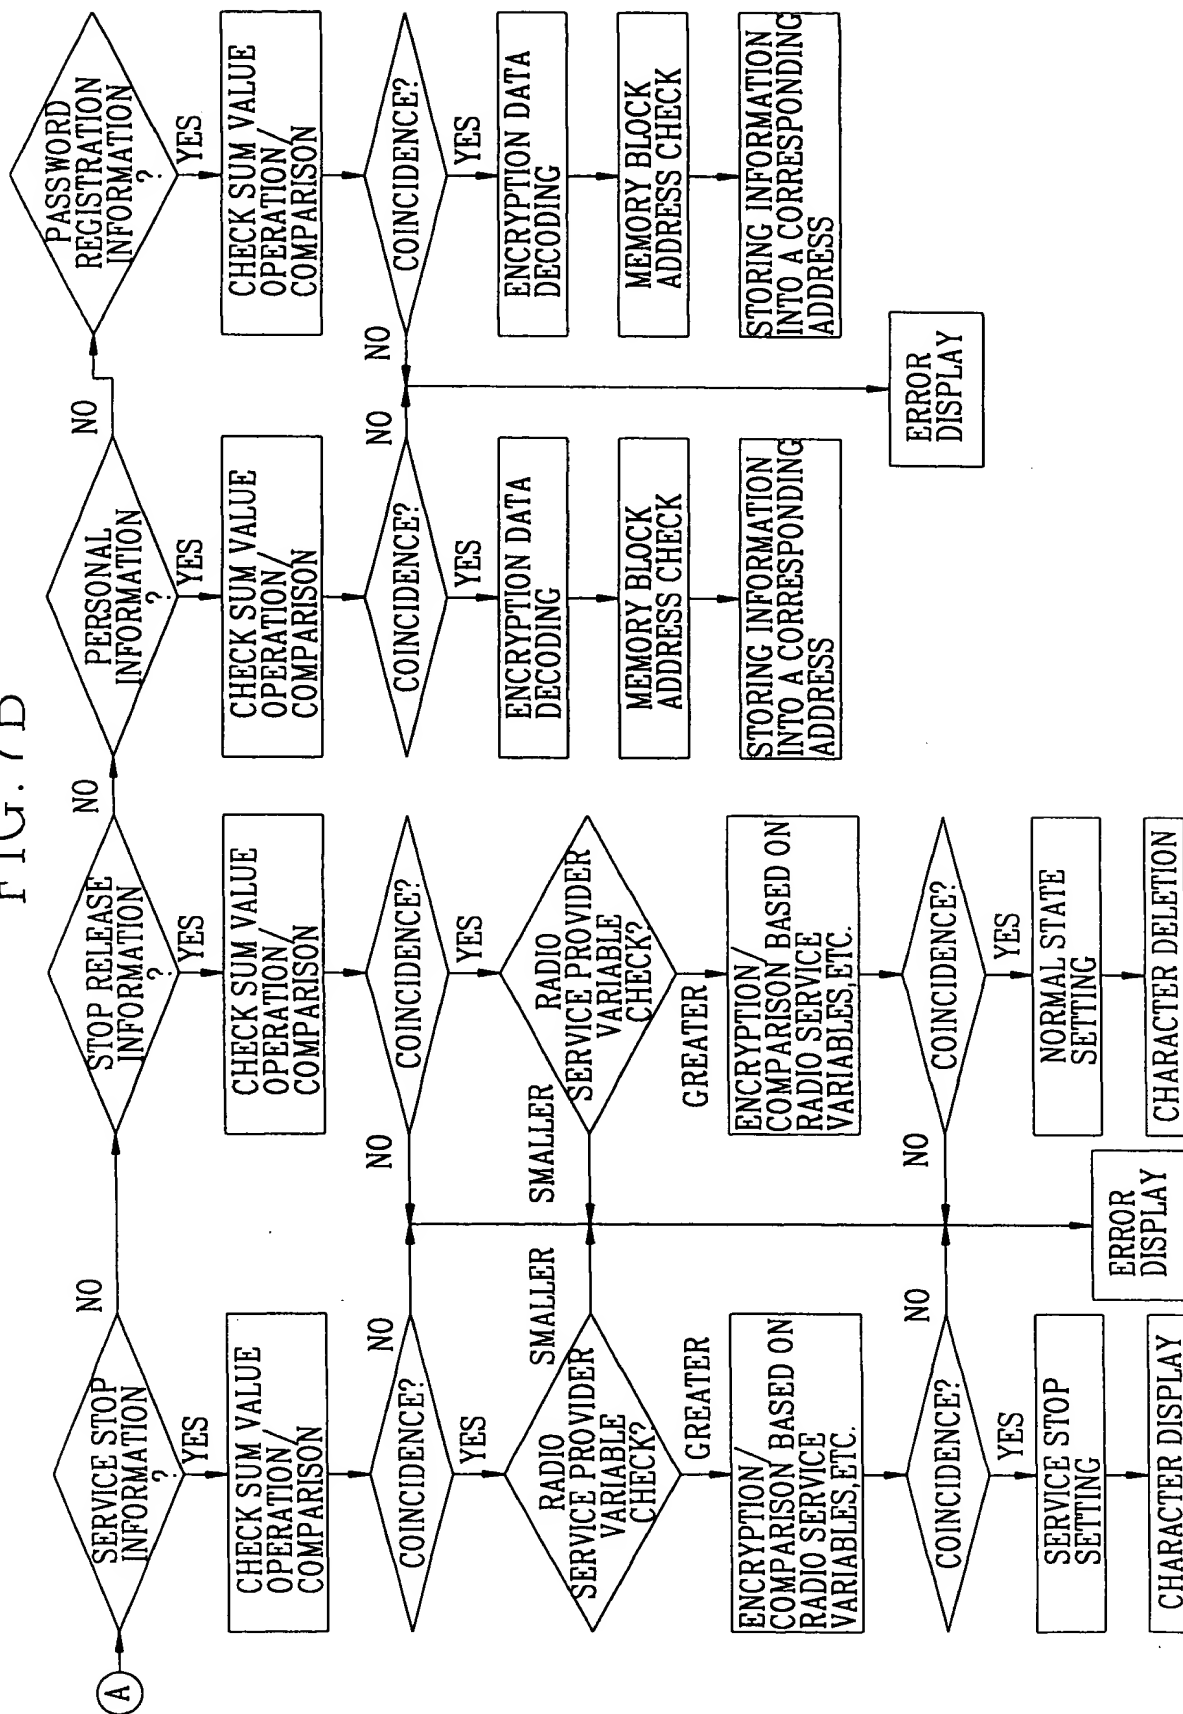 FIG. 7B
A
SERVICE STOP
INFORMATION
?
NO
YES
CHECK SUM VALUE
OPERATION/
COMPARISON
COINCIDENCE?
NO
YES
RADIO
SERVICE PROVIDER
VARIABLE
CHECK?
SMALLER
GREATER
ENCRYPTION/
COMPARISON BASED ON
RADIO SERVICE
VARIABLES,ETC.
COINCIDENCE?
NO
YES
SERVICE STOP
SETTING
CHARACTER DISPLAY
ERROR
DISPLAY
STOP RELEASE
INFORMATION
?
NO
YES
CHECK SUM VALUE
OPERATION/
COMPARISON
COINCIDENCE?
NO
YES
RADIO
SERVICE PROVIDER
VARIABLE
CHECK?
SMALLER
GREATER
ENCRYPTION/
COMPARISON BASED ON
RADIO SERVICE
VARIABLES,ETC.
COINCIDENCE?
NO
YES
NORMAL STATE
SETTING
CHARACTER DELETION
PERSONAL
INFORMATION
?
NO
YES
CHECK SUM VALUE
OPERATION/
COMPARISON
COINCIDENCE?
NO
YES
ENCRYPTION DATA
DECODING
MEMORY BLOCK
ADDRESS CHECK
STORING INFORMATION
INTO A CORRESPONDING
ADDRESS
ERROR
DISPLAY
PASSWORD
REGISTRATION
INFORMATION
?
YES
CHECK SUM VALUE
OPERATION/
COMPARISON
COINCIDENCE?
NO
YES
ENCRYPTION DATA
DECODING
MEMORY BLOCK
ADDRESS CHECK
STORING INFORMATION
INTO A CORRESPONDING
ADDRESS